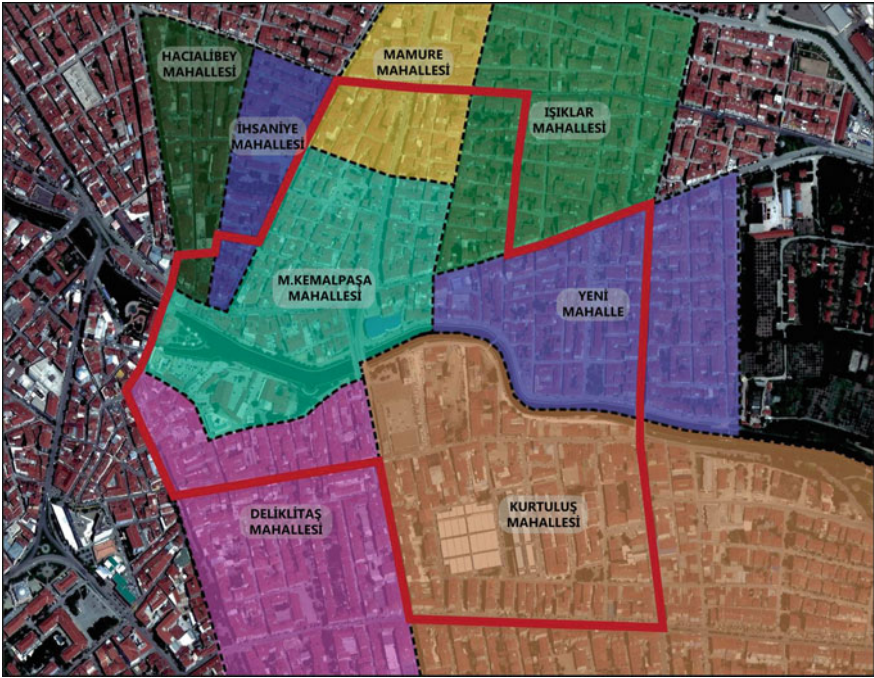 HACIALİBEY
MAHALLESİ
MAMURE
MAHALLESİ
İHSANİYE
MAHALLESİ
IŞIKLAR
MAHALLESİ
M.KEMALPAŞA
MAHALLESİ
YENİ
MAHALLE
DELİKLİTAŞ
MAHALLESİ
KURTULUŞ
MAHALLESİ